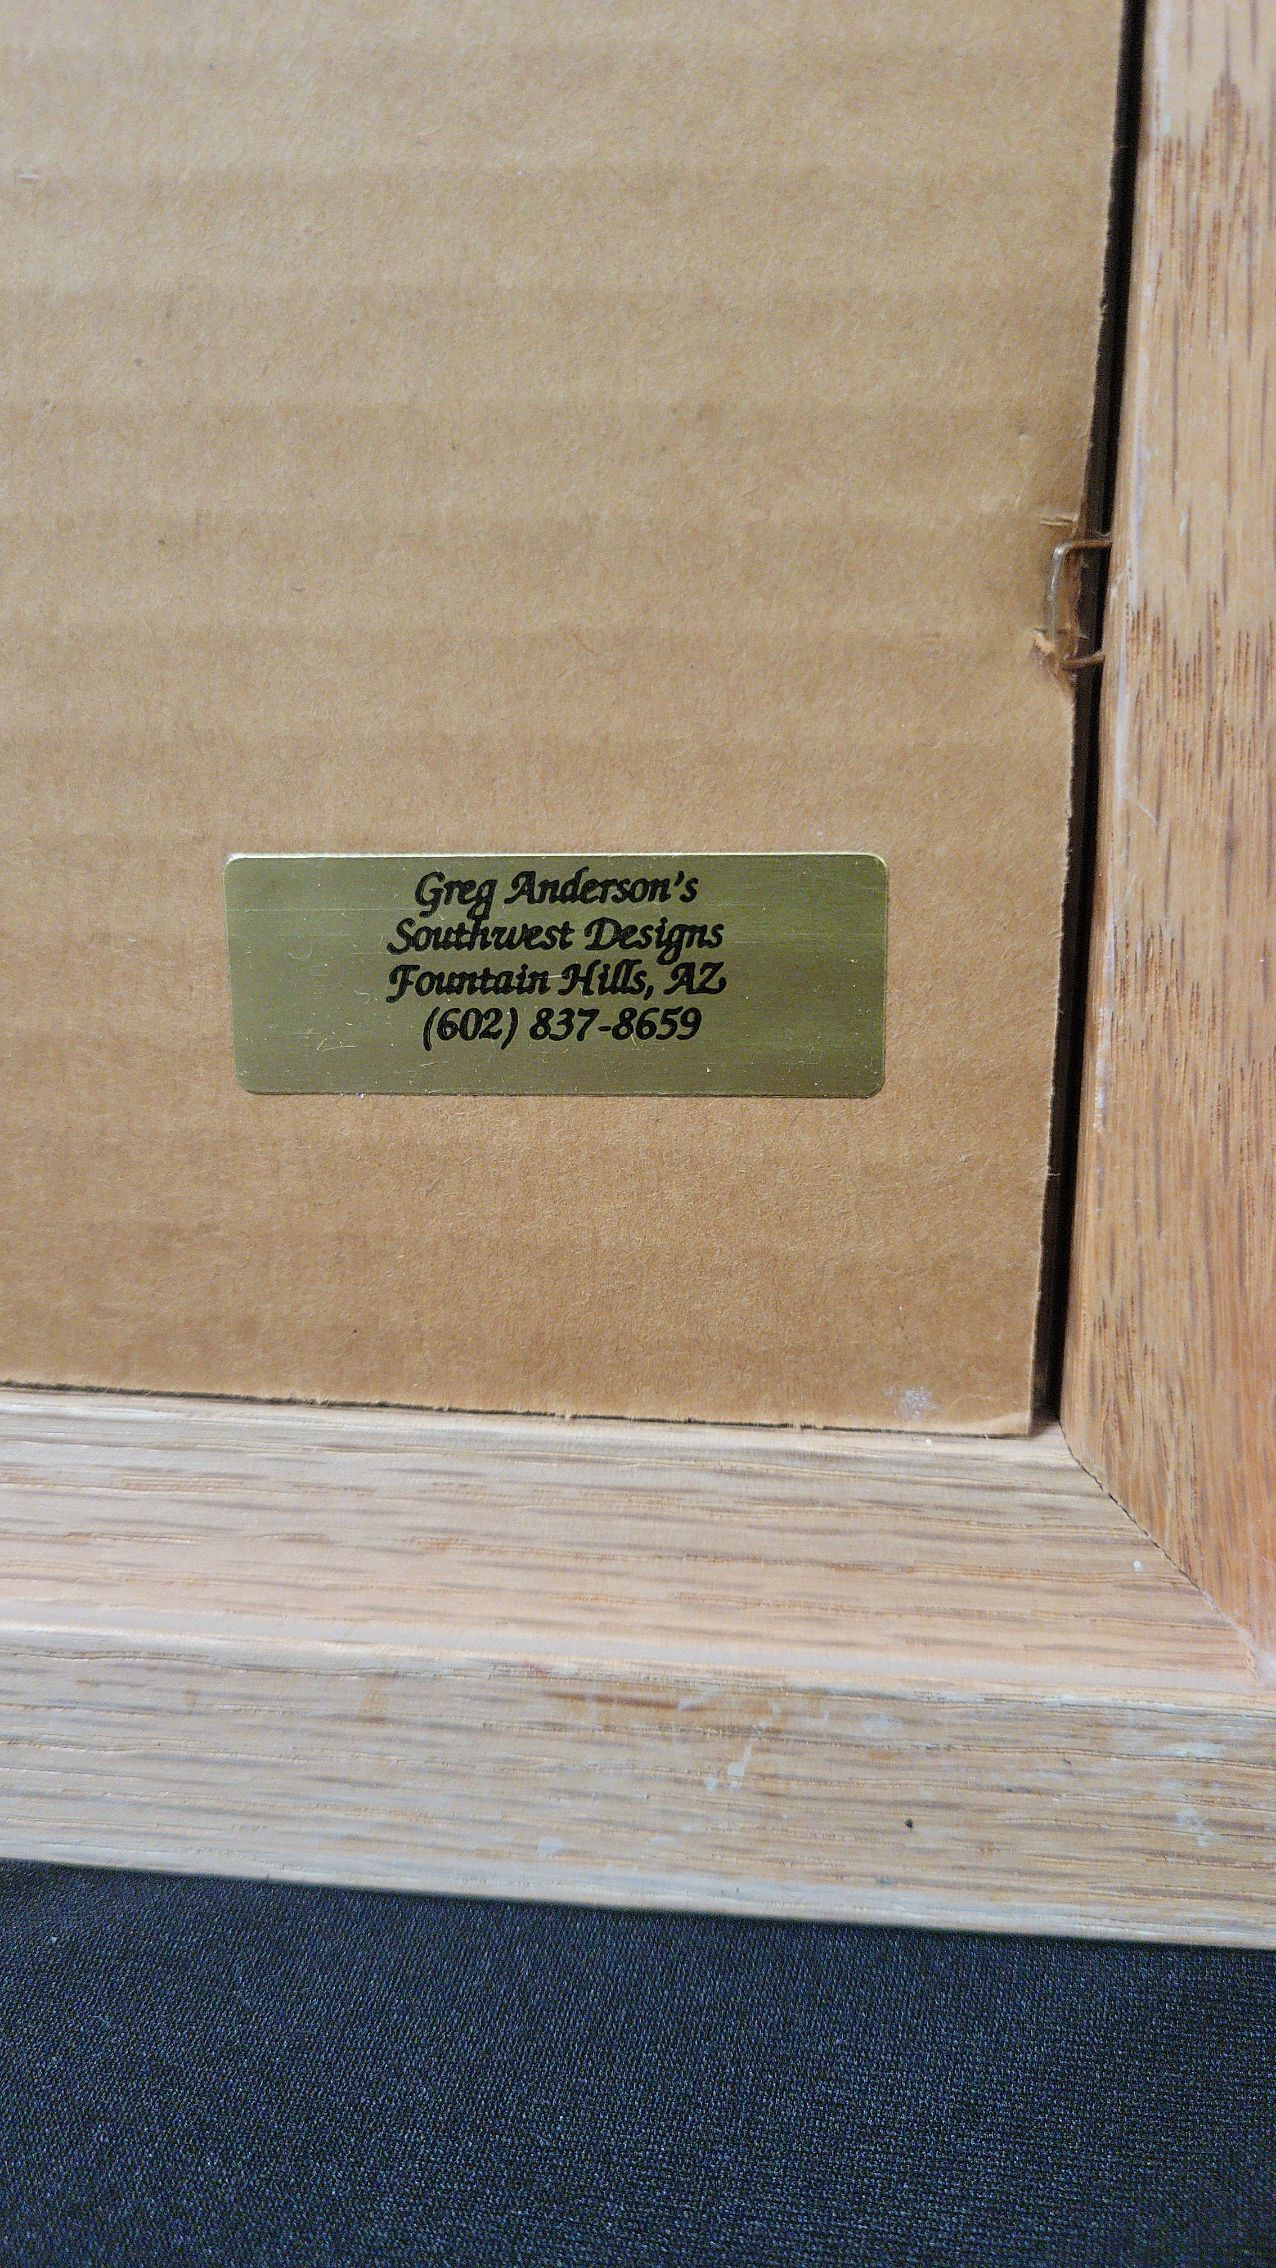 Greg Anderson's
Southwest Designs
Fountain Hills, AZ
(602) 837-8659